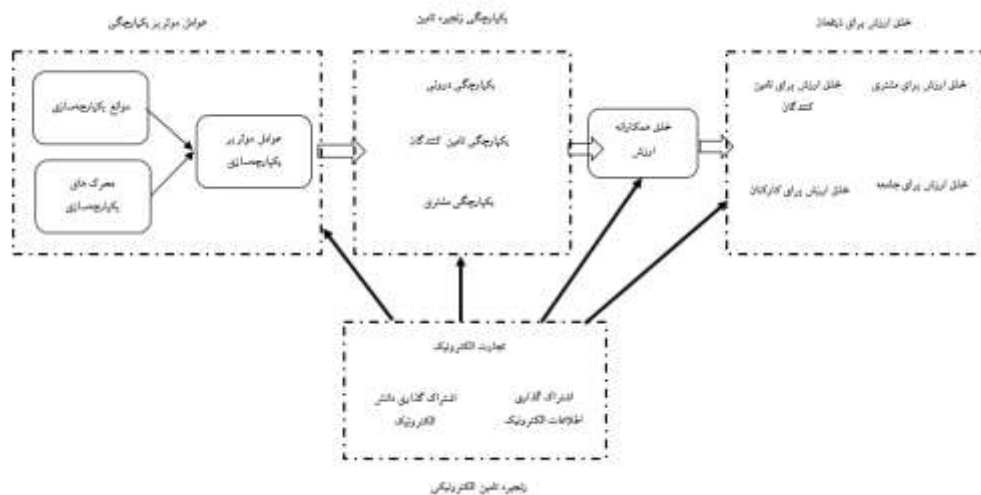 عوامل موثر بر یکپارچگی
موانع یکپارچه‌سازی
محرک های
یکپارچه‌سازی
عوامل موثر بر
یکپارچه‌سازی
یکپارچگی زنجیره تامین
یکپارچگی درونی
یکپارچگی تامین کنندگان
یکپارچگی مشتری
خلق همکارانه
ارزش
خلق ارزش برای ذینفعان
خلق ارزش برای مشتری
خلق ارزش برای تامین
کنندگان
خلق ارزش برای جامعه
خلق ارزش برای کارکنان
تجارت الکترونیک
اشتراک گذاری
اطلاعات الکترونیک
اشتراک گذاری دانش
الکترونیک
زنجیره تامین الکترونیکی